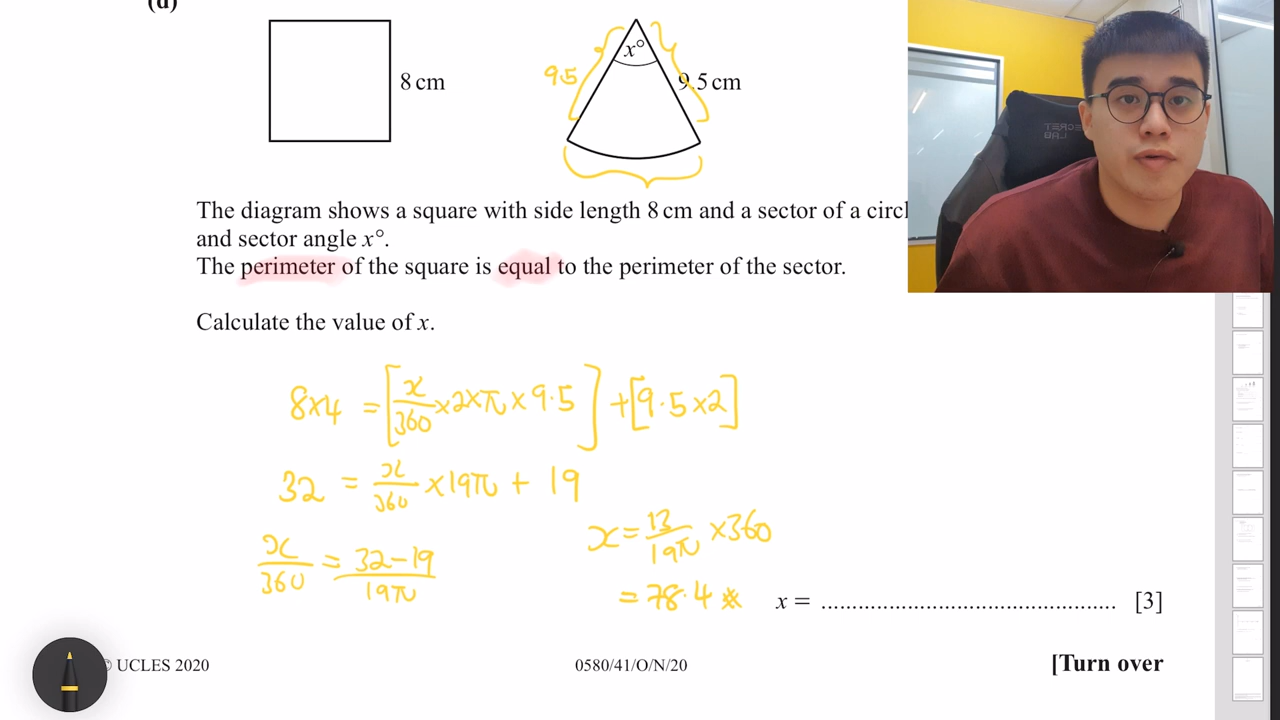 (d)
8 cm
x°
9.5
9.5 cm
The diagram shows a square with side length 8 cm and a sector of a circl
and sector angle x°.
The perimeter of the square is equal to the perimeter of the sector.
Calculate the value of x.
8×4 = [x/360 ×2×π×9.5] + [9.5×2]
32 = x/360 ×19π + 19
x/360 = 32-19/19π
x = 13/19π ×360
= 78.4 *
x = ................................................ [3]
© UCLES 2020
0580/41/O/N/20
[Turn over
SECRET
LAB